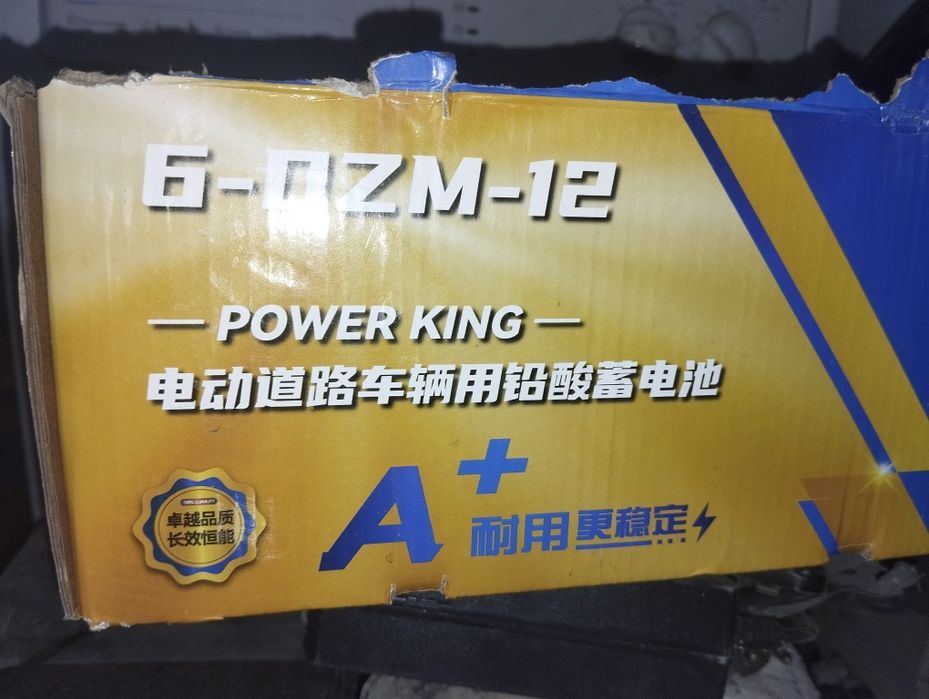 6-DZM-12
— POWER KING —
电动道路车辆用铅酸蓄电池
A+
耐用更稳定
卓越品质
长效恒能